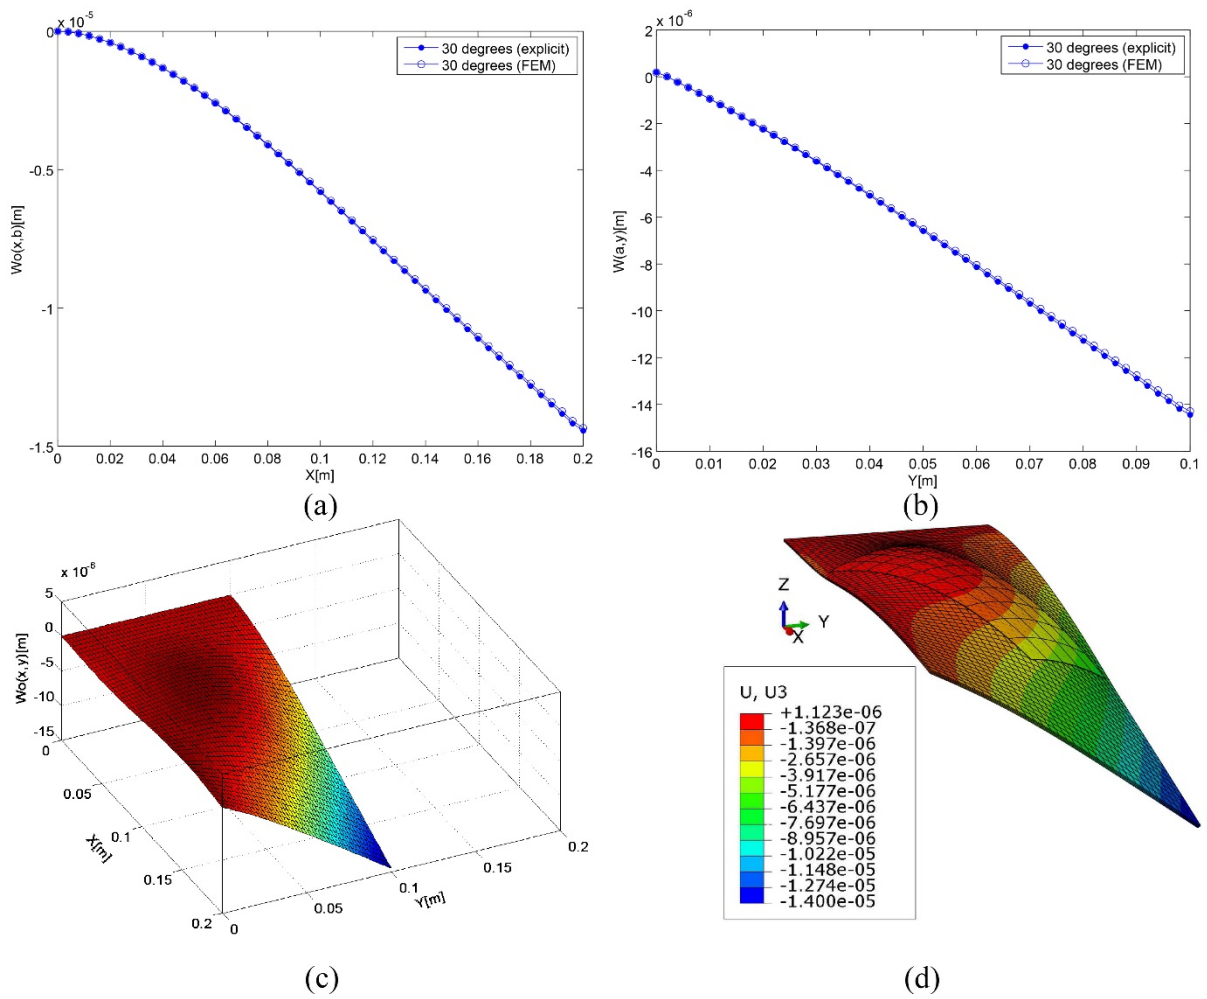 x 10⁻⁵
0
-0.5
-1
-1.5
Wo(x,b)[m]
30 degrees (explicit)
30 degrees (FEM)
0 0.02 0.04 0.06 0.08 0.1 0.12 0.14 0.16 0.18 0.2
X[m]
(a)
x 10⁻⁶
2
0
-2
-4
-6
-8
-10
-12
-14
-16
W(a,y)[m]
30 degrees (explicit)
30 degrees (FEM)
0 0.01 0.02 0.03 0.04 0.05 0.06 0.07 0.08 0.09 0.1
Y[m]
(b)
x 10⁻⁶
5
0
-5
-10
-15
Wo(x,y)[m]
0
0.05
0.1
0.15
0.2
X[m]
0
0.05
0.1
0.15
0.2
Y[m]
(c)
Z
Y
X
U, U3
+1.123e-06
-1.368e-07
-1.397e-06
-2.657e-06
-3.917e-06
-5.177e-06
-6.437e-06
-7.697e-06
-8.957e-06
-1.022e-05
-1.148e-05
-1.274e-05
-1.400e-05
(d)